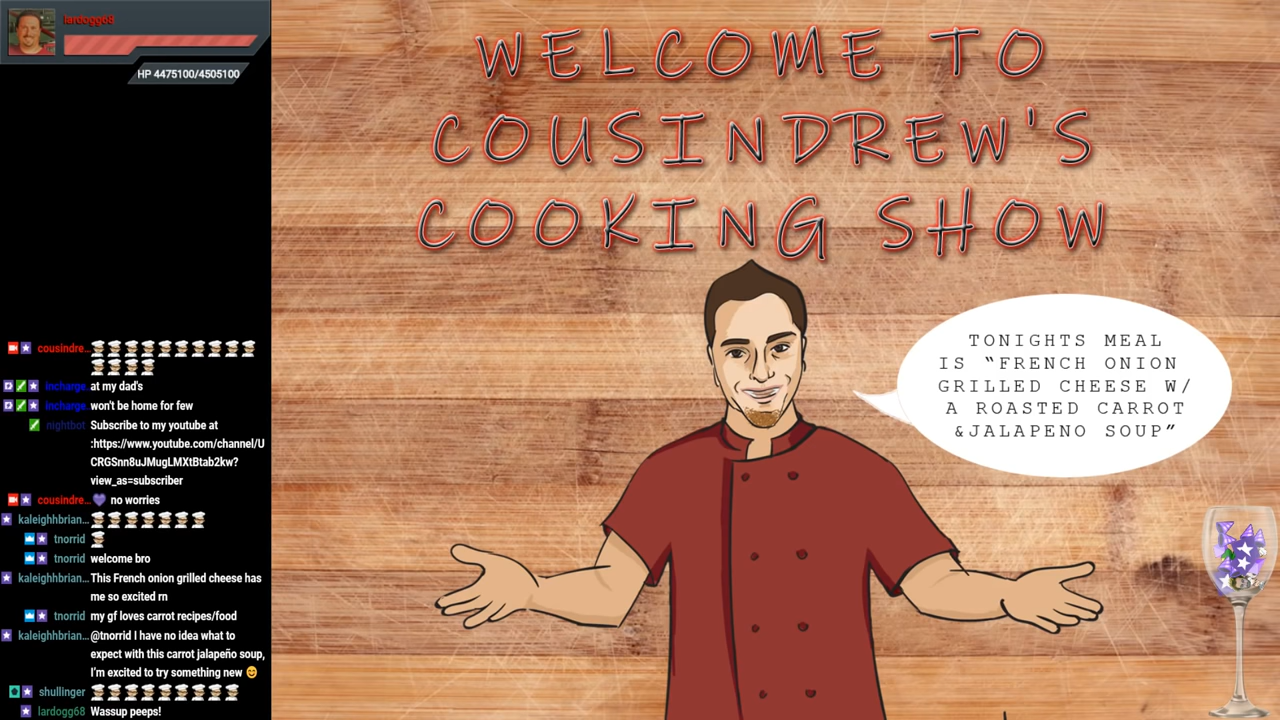 lardogg68
HP 4475100/4505100
WELCOME TO
COUSINDREW'S
COOKING SHOW
TONIGHTS MEAL
IS “FRENCH ONION
GRILLED CHEESE W/
A ROASTED CARROT
&JALAPENO SOUP”
cousindre...
incharge at my dad's
incharge won't be home for few
nightbot Subscribe to my youtube at
:https://www.youtube.com/channel/U
CRGSnn8uJMugLMXtBtab2kw?
view_as=subscriber
cousindre... no worries
kaleighhbrian...
tnorrid
tnorrid welcome bro
kaleighhbrian... This French onion grilled cheese has
me so excited rn
tnorrid my gf loves carrot recipes/food
kaleighhbrian... @tnorrid I have no idea what to
expect with this carrot jalapeño soup,
I'm excited to try something new
shullinger
lardogg68 Wassup peeps!